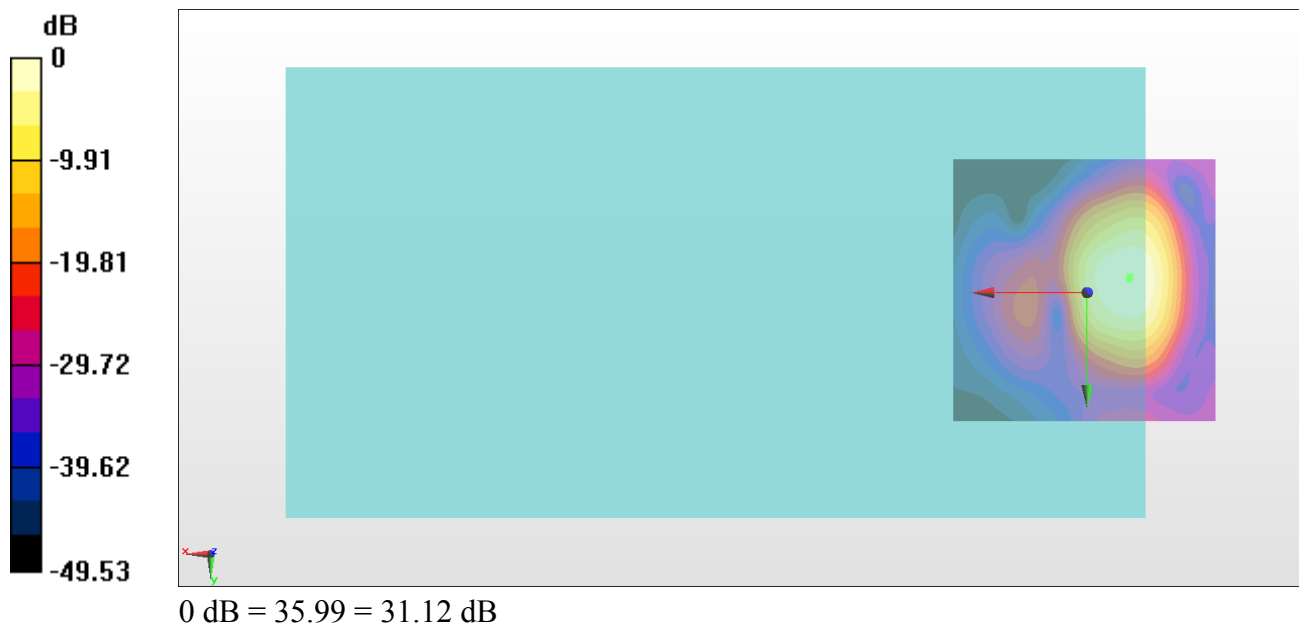 dB
0
-9.91
-19.81
-29.72
-39.62
-49.53
x
z
y
0 dB = 35.99 = 31.12 dB